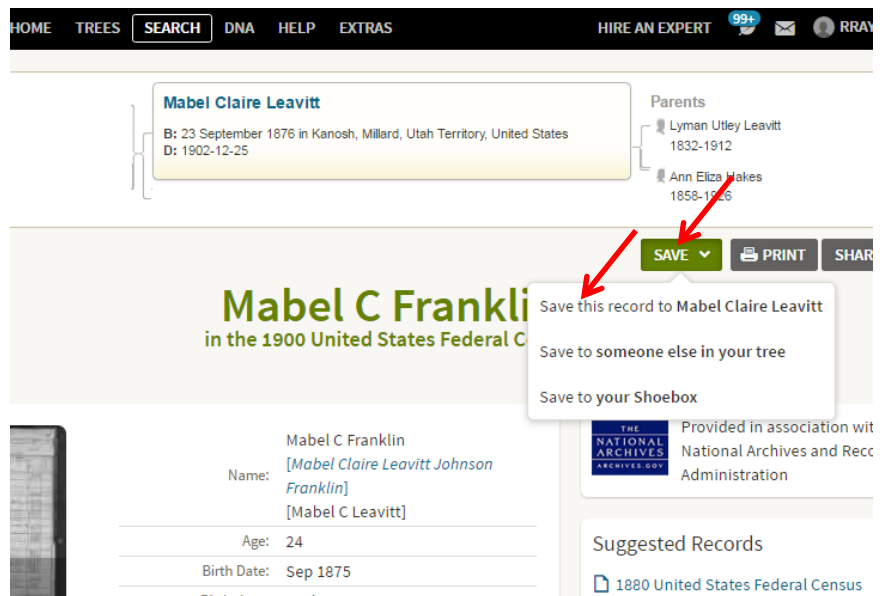 HOME TREES SEARCH DNA HELP EXTRAS HIRE AN EXPERT 99+ RRAY
Mabel Claire Leavitt
B: 23 September 1876 in Kanosh, Millard, Utah Territory, United States
D: 1902-12-25
Parents
Lyman Utley Leavitt
1832-1912
Ann Eliza Hakes
1858-1926
SAVE PRINT SHAR
Mabel C Frankli
in the 1900 United States Federal C
Save this record to Mabel Claire Leavitt
Save to someone else in your tree
Save to your Shoebox
THE
NATIONAL
ARCHIVES
ARCHIVES.GOV
Provided in association wit
National Archives and Reco
Administration
Name:
Mabel C Franklin
[Mabel Claire Leavitt Johnson
Franklin]
[Mabel C Leavitt]
Age: 24
Birth Date: Sep 1875
Suggested Records
1880 United States Federal Census